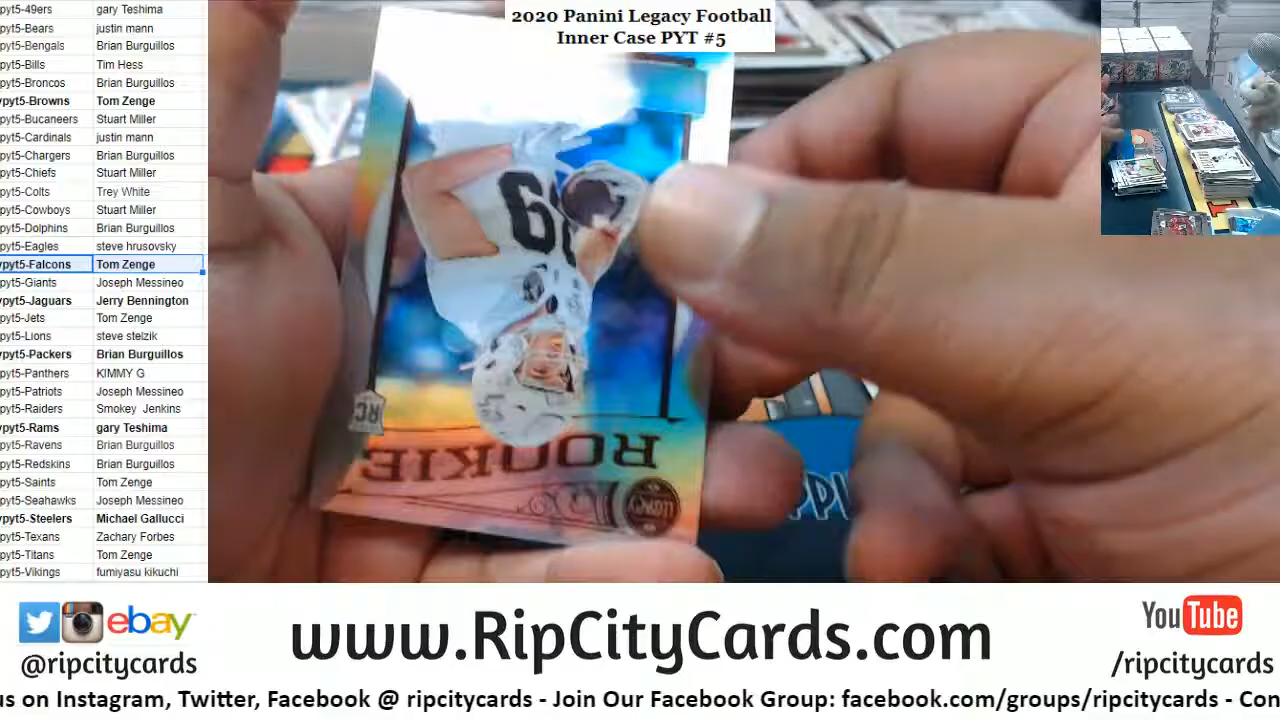 2020 Panini Legacy Football
Inner Case PYT #5
pyt5-49ers gary Teshima
pyt5-Bears justin mann
pyt5-Bengals Brian Burguillos
pyt5-Bills Tim Hess
pyt5-Broncos Brian Burguillos
pyt5-Browns Tom Zenge
pyt5-Bucaneers Stuart Miller
pyt5-Cardinals justin mann
pyt5-Chargers Brian Burguillos
pyt5-Chiefs Stuart Miller
pyt5-Colts Trey White
pyt5-Cowboys Stuart Miller
pyt5-Dolphins Brian Burguillos
pyt5-Eagles steve hrusovsky
pyt5-Falcons Tom Zenge
pyt5-Giants Joseph Messineo
pyt5-Jaguars Jerry Bennington
pyt5-Jets Tom Zenge
pyt5-Lions steve stelzik
pyt5-Packers Brian Burguillos
pyt5-Panthers KIMMY G
pyt5-Patriots Joseph Messineo
pyt5-Raiders Smokey Jenkins
pyt5-Rams gary Teshima
pyt5-Ravens Brian Burguillos
pyt5-Redskins Brian Burguillos
pyt5-Saints Tom Zenge
pyt5-Seahawks Joseph Messineo
pyt5-Steelers Michael Gallucci
pyt5-Texans Zachary Forbes
pyt5-Titans Tom Zenge
pyt5-Vikings fumiyasu kikuchi
RC
ROOKIE
LEGACY
ebay
@ripcitycards
www.RipCityCards.com
YouTube
/ripcitycards
us on Instagram, Twitter, Facebook @ ripcitycards - Join Our Facebook Group: facebook.com/groups/ripcitycards - Con